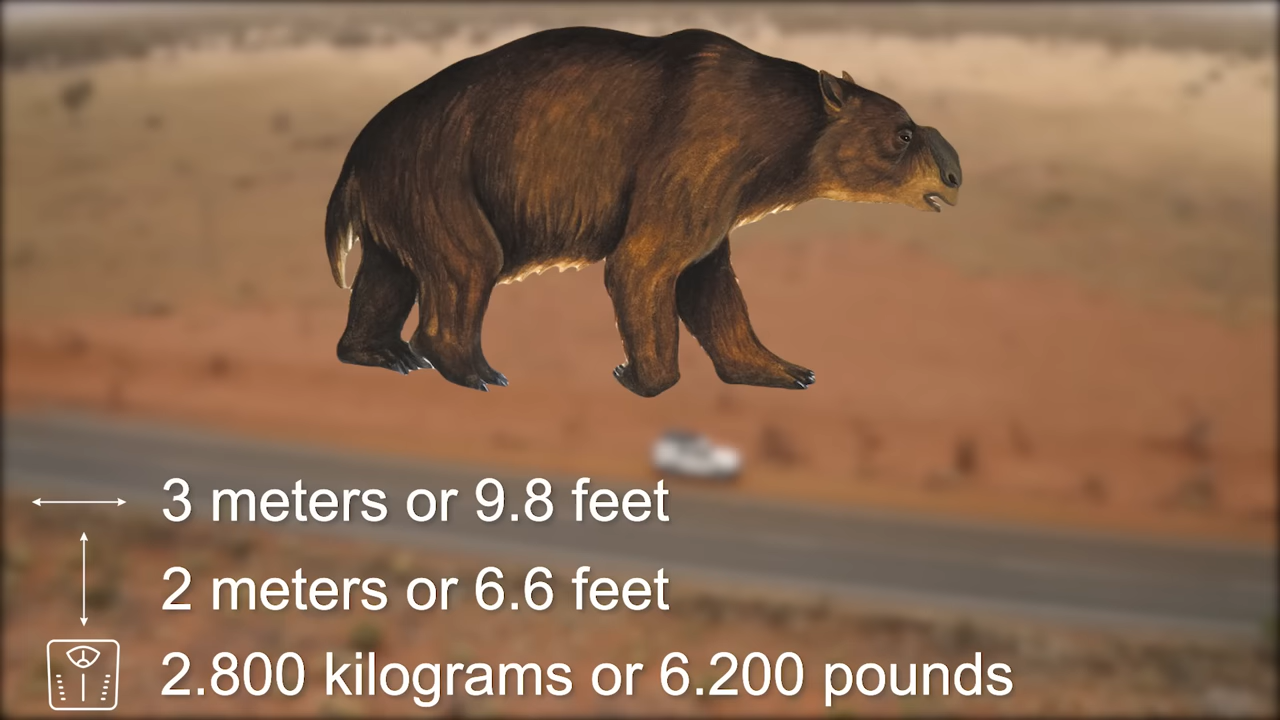 3 meters or 9.8 feet
2 meters or 6.6 feet
2.800 kilograms or 6.200 pounds